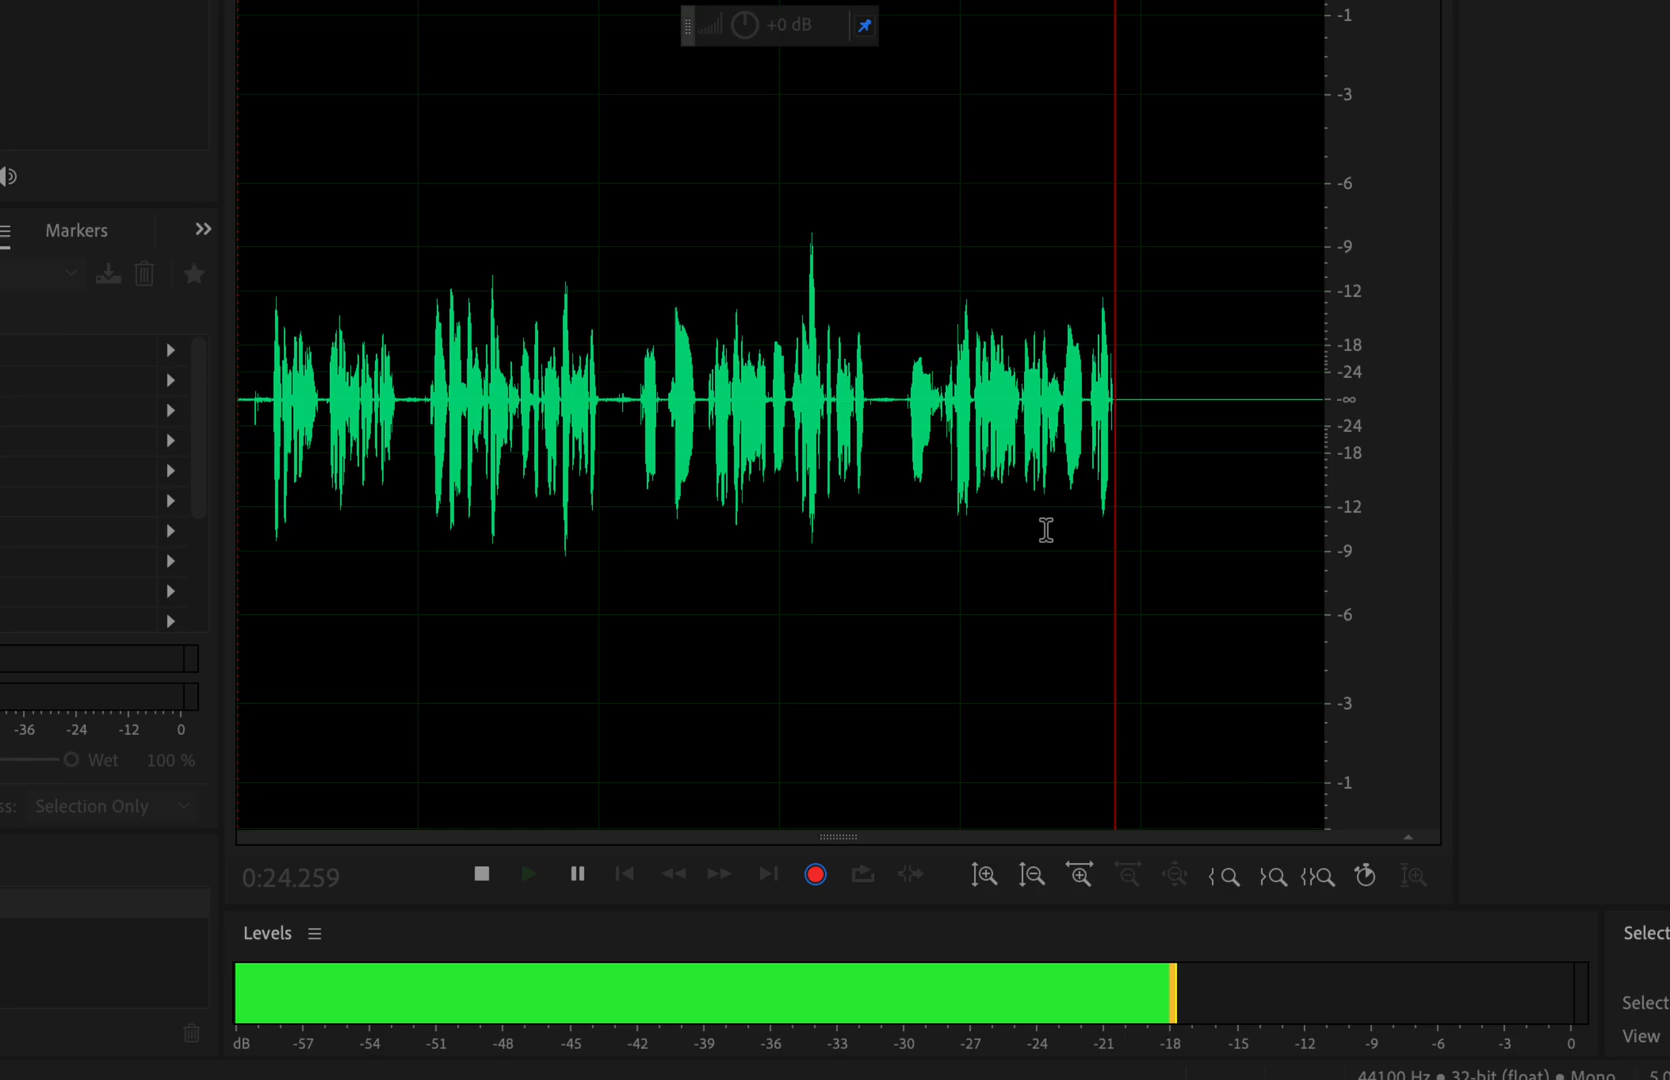 +0 dB
-1
-3
-6
-9
-12
-18
-24
-∞
-24
-18
-12
-9
-6
-3
-1
Markers
-36 -24 -12 0
Wet 100 %
ss: Selection Only
0:24.259
Levels
Select
dB -57 -54 -51 -48 -45 -42 -39 -36 -33 -30 -27 -24 -21 -18 -15 -12 -9 -6 -3 0
Select
View
44100 Hz ● 32-bit (float) ● Mono 5.0